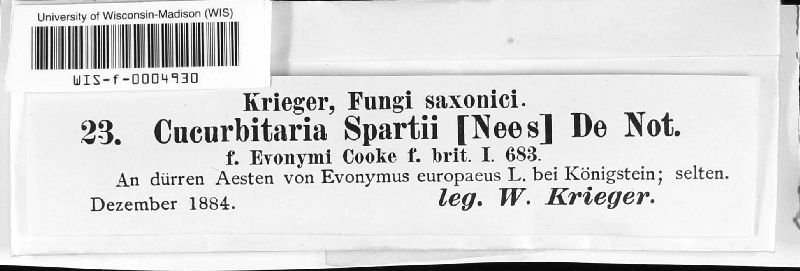 University of Wisconsin-Madison (WIS)
WIS-f-0004930
Krieger, Fungi saxonici.
23. Cucurbitaria Spartii [Nees] De Not.
f. Evonymi Cooke f. brit. I. 683.
An dürren Aesten von Evonymus europaeus L. bei Königstein; selten.
Dezember 1884.
leg. W. Krieger.